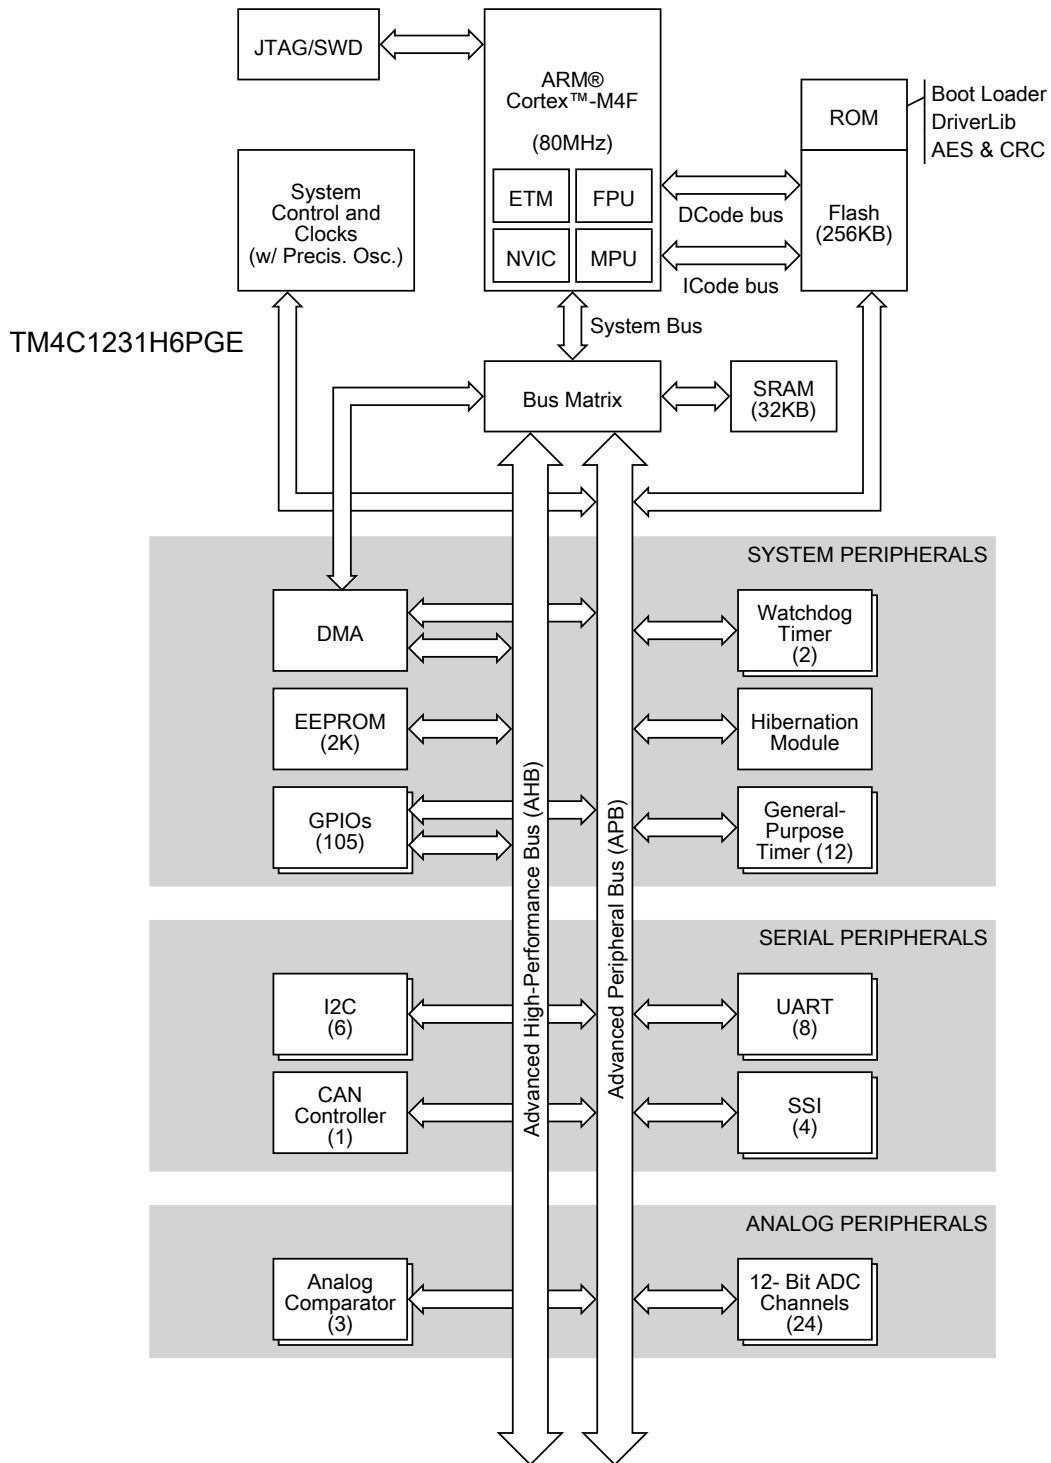 JTAG/SWD
ARM®
Cortex™-M4F
(80MHz)
ETM
FPU
NVIC
MPU
ROM
Boot Loader
DriverLib
AES & CRC
Flash
(256KB)
DCode bus
ICode bus
System
Control and
Clocks
(w/ Precis. Osc.)
TM4C1231H6PGE
System Bus
Bus Matrix
SRAM
(32KB)
SYSTEM PERIPHERALS
DMA
Watchdog
Timer
(2)
EEPROM
(2K)
Hibernation
Module
GPIOs
(105)
General-
Purpose
Timer (12)
Advanced High-Performance Bus (AHB)
Advanced Peripheral Bus (APB)
SERIAL PERIPHERALS
I2C
(6)
UART
(8)
CAN
Controller
(1)
SSI
(4)
ANALOG PERIPHERALS
Analog
Comparator
(3)
12- Bit ADC
Channels
(24)